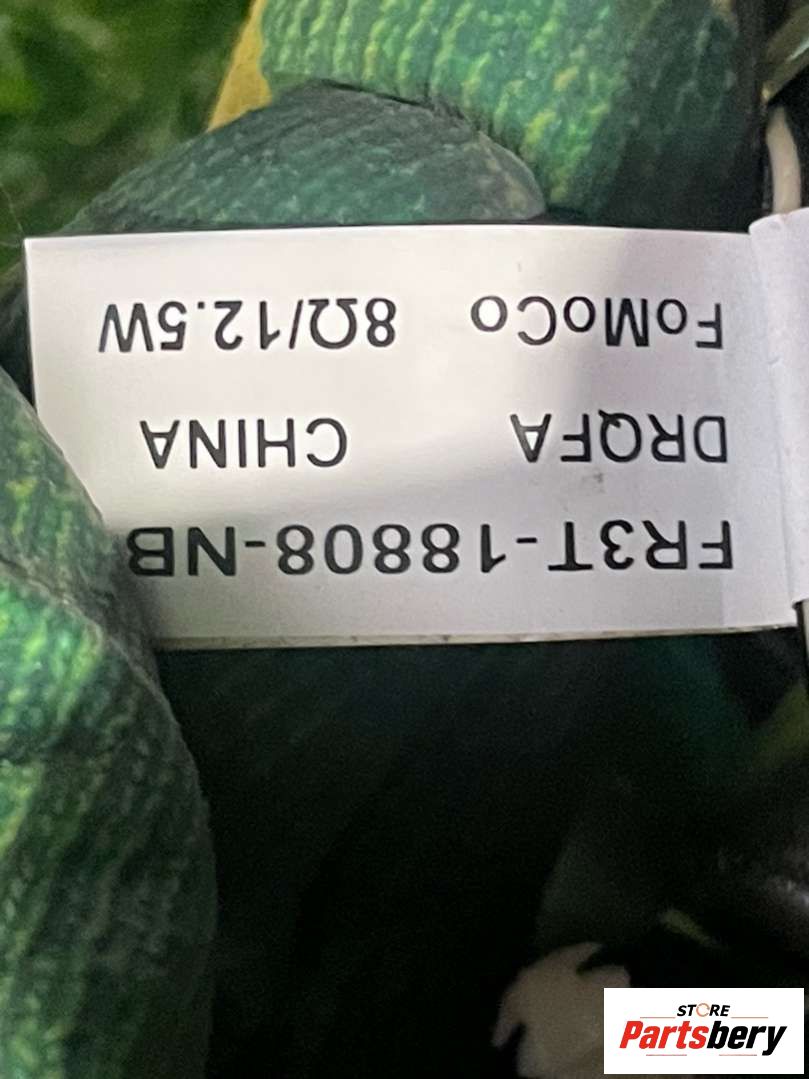 FR3T-18808-NB
DRQFA CHINA
FoMoCo 8Ω/12.5W
STORE
Partsbery